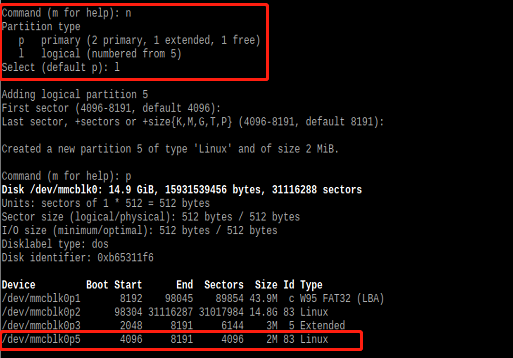 Command (m for help): n
Partition type
p primary (2 primary, 1 extended, 1 free)
l logical (numbered from 5)
Select (default p): l
Adding logical partition 5
First sector (4096-8191, default 4096):
Last sector, +sectors or +size{K,M,G,T,P} (4096-8191, default 8191):
Created a new partition 5 of type 'Linux' and of size 2 MiB.
Command (m for help): p
Disk /dev/mmcblk0: 14.9 GiB, 15931539456 bytes, 31116288 sectors
Units: sectors of 1 * 512 = 512 bytes
Sector size (logical/physical): 512 bytes / 512 bytes
I/O size (minimum/optimal): 512 bytes / 512 bytes
Disklabel type: dos
Disk identifier: 0xb65311f6
Device Boot Start End Sectors Size Id Type
/dev/mmcblk0p1 8192 98045 89854 43.9M c W95 FAT32 (LBA)
/dev/mmcblk0p2 98304 31116287 31017984 14.8G 83 Linux
/dev/mmcblk0p3 2048 8191 6144 3M 5 Extended
/dev/mmcblk0p5 4096 8191 4096 2M 83 Linux